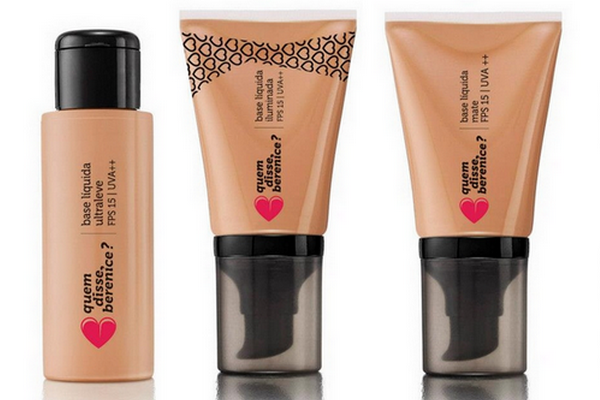 base líquida
ultraleve
FPS 15 | UVA++
quem
disse,
berenice?
base líquida
iluminada
FPS 15 | UVA++
quem
disse,
berenice?
base líquida
mate
FPS 15 | UVA ++
quem
disse,
berenice?